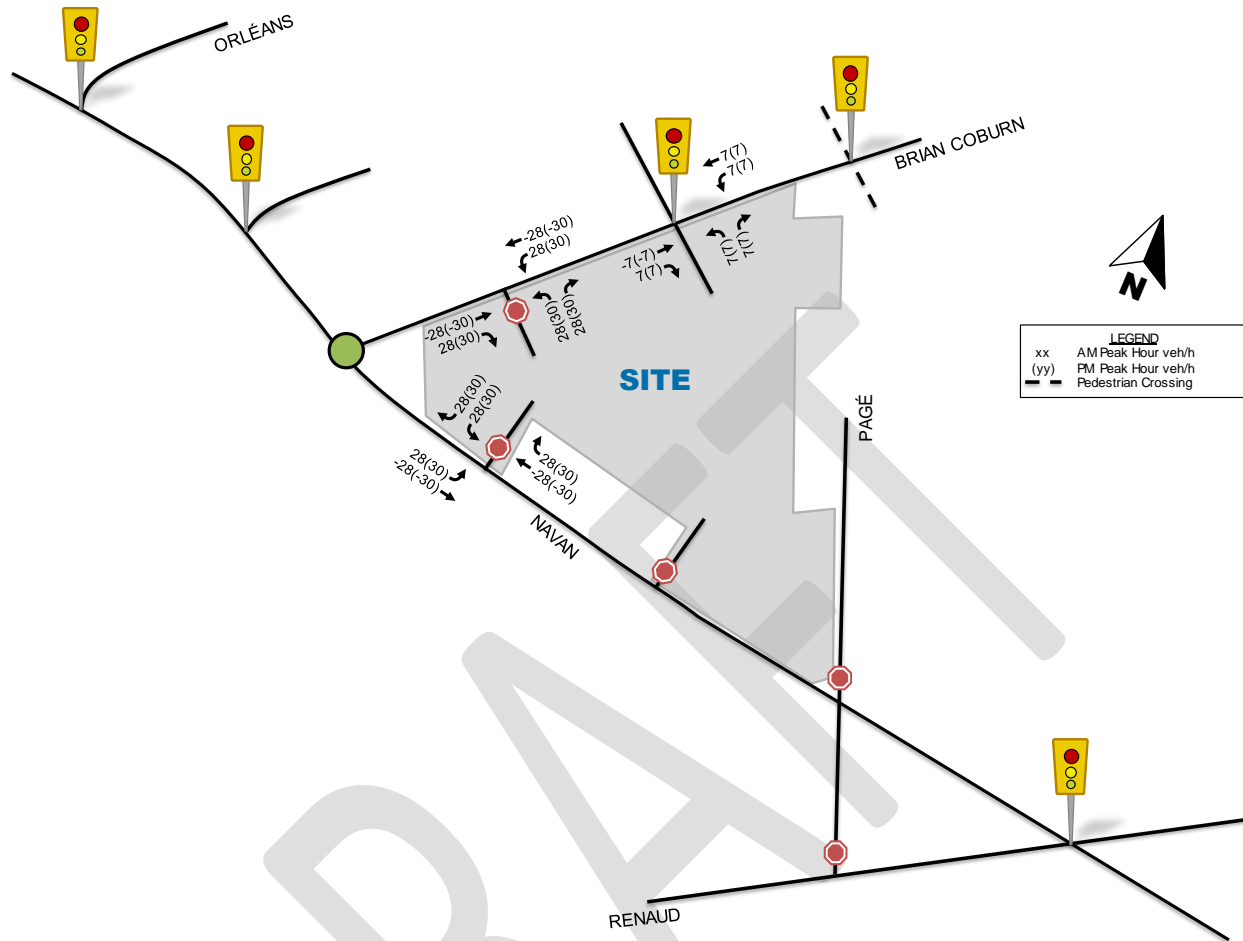 ORLÉANS
BRIAN COBURN
7(7)
7(7)
-28(-30)
28(30)
-7(-7)
7(7)
7(7)
7(7)
-28(-30)
28(30)
28(30)
28(30)
N
LEGEND
xx AM Peak Hour veh/h
(yy) PM Peak Hour veh/h
Pedestrian Crossing
SITE
28(30)
28(30)
PAGÉ
28(30)
-28(-30)
28(30)
-28(-30)
NAVAN
RENAUD
DRAFT